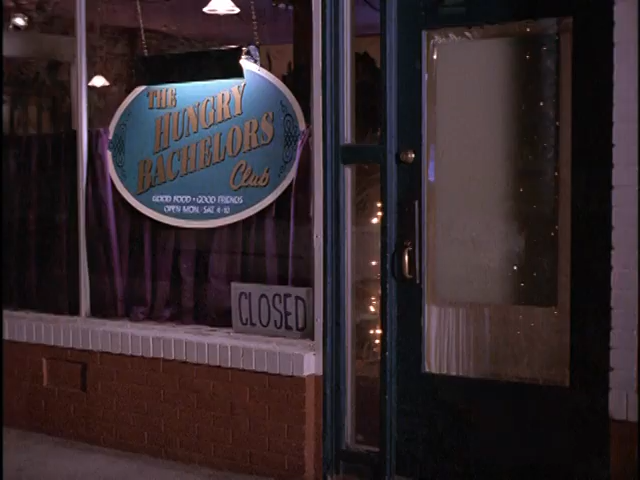 THE
HUNGRY
BACHELORS
Club
GOOD FOOD • GOOD FRIENDS
OPEN MON. - SAT. 4-10
CLOSED